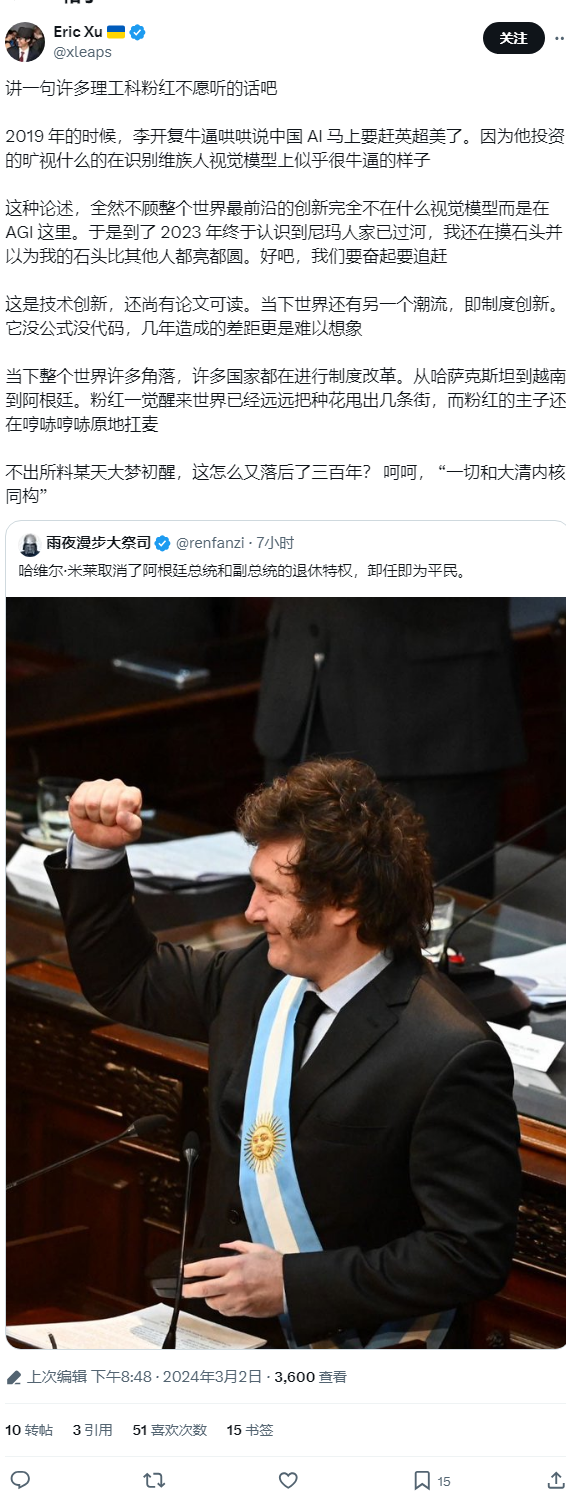 Eric Xu
@xleaps
关注
讲一句许多理工科粉红不愿听的话吧
2019 年的时候，李开复牛逼哄哄说中国 AI 马上要赶英超美了。因为他投资
的旷视什么的在识别维族人视觉模型上似乎很牛逼的样子
这种论述，全然不顾整个世界最前沿的创新完全不在什么视觉模型而是在
AGI 这里。于是到了 2023 年终于认识到尼玛人家已过河，我还在摸石头并
以为我的石头比其他人都亮都圆。好吧，我们要奋起要追赶
这是技术创新，还尚有论文可读。当下世界还有另一个潮流，即制度创新。
它没公式没代码，几年造成的差距更是难以想象
当下整个世界许多角落，许多国家都在进行制度改革。从哈萨克斯坦到越南
到阿根廷。粉红一觉醒来世界已经远远把种花甩出几条街，而粉红的主子还
在哼哧哼哧原地扛麦
不出所料某天大梦初醒，这怎么又落后了三百年？ 呵呵， “一切和大清内核
同构”
雨夜漫步大祭司 @renfanzi · 7小时
哈维尔·米莱取消了阿根廷总统和副总统的退休特权，卸任即为平民。
上次编辑 下午8:48 · 2024年3月2日 · 3,600 查看
10 转帖 3 引用 51 喜欢次数 15 书签
15